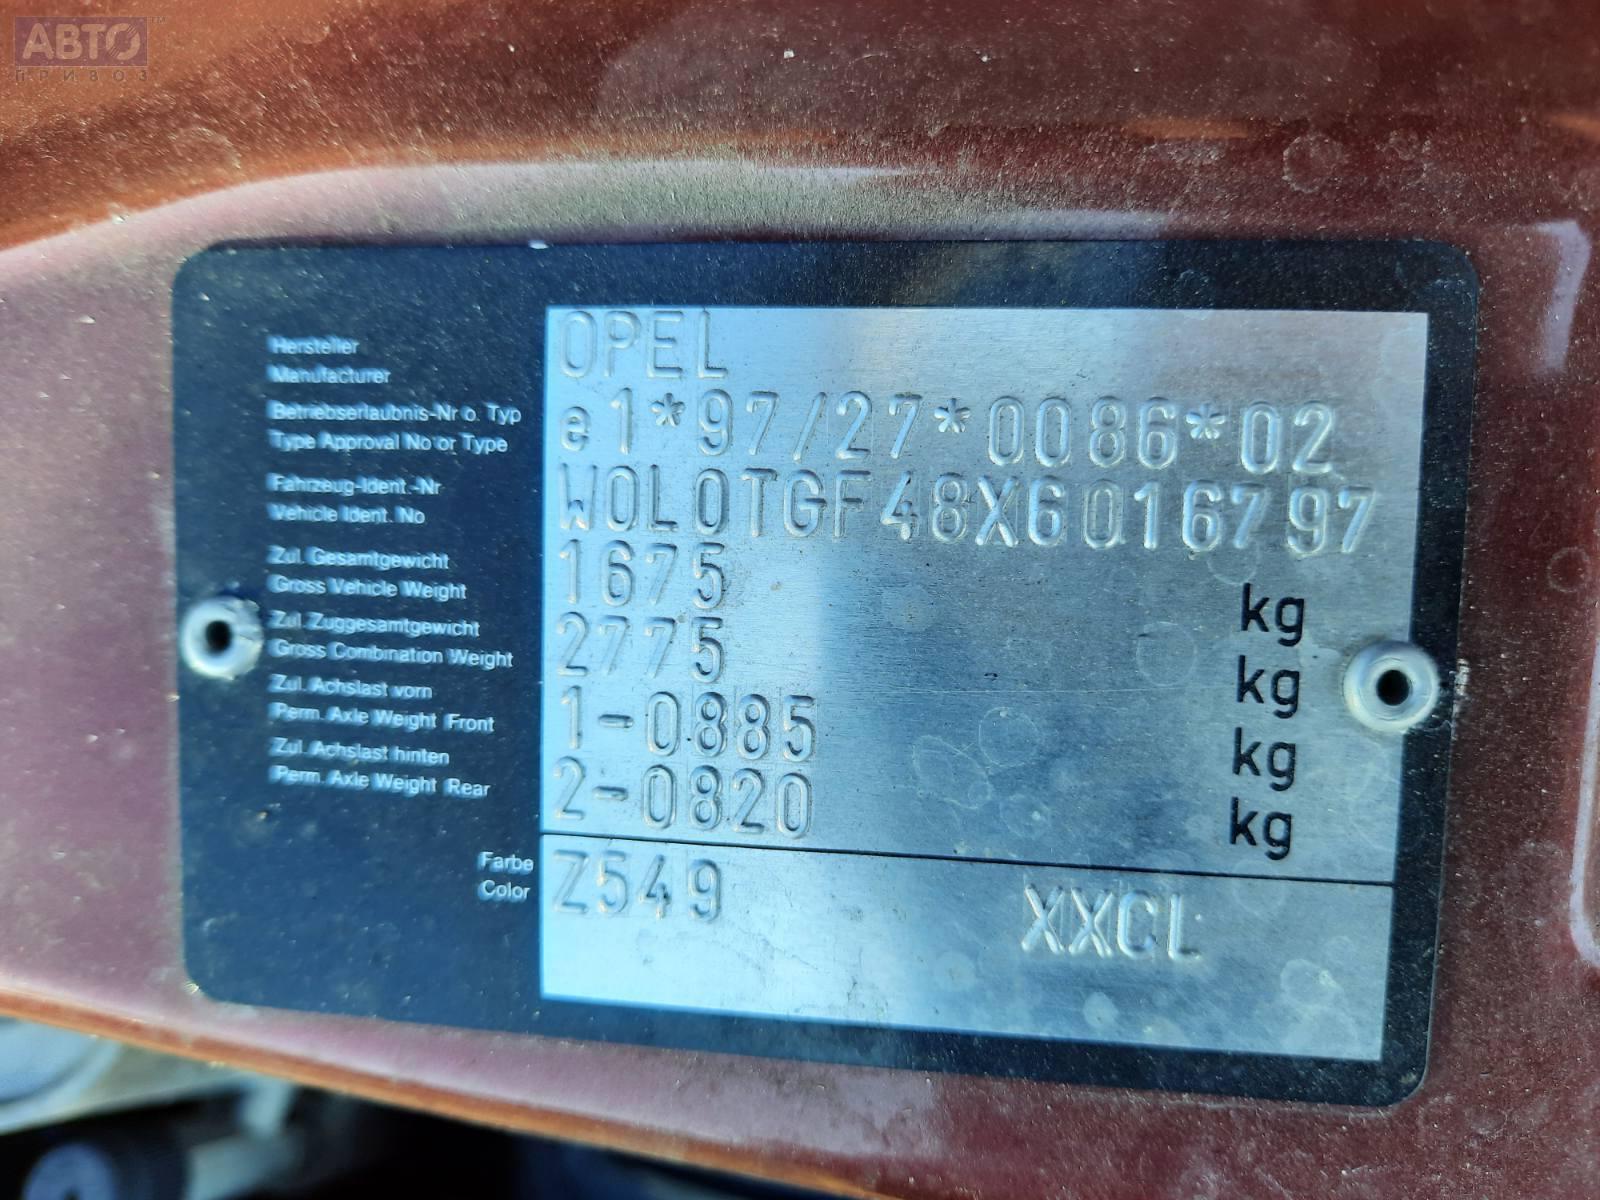 АВТО™
ПРИВОЗ
Hersteller
Manufacturer
OPEL
Betriebserlaubnis-Nr o. Typ
Type Approval No or Type
e1*97/27*0086*02
Fahrzeug-Ident.-Nr
Vehicle Ident. No
W0L0TGF48X6016797
Zul. Gesamtgewicht
Gross Vehicle Weight
1675 kg
Zul. Zuggesamtgewicht
Gross Combination Weight
2775 kg
Zul. Achslast vorn
Perm. Axle Weight Front
1-0885 kg
Zul. Achslast hinten
Perm. Axle Weight Rear
2-0820 kg
Farbe
Color
Z549 XXCL